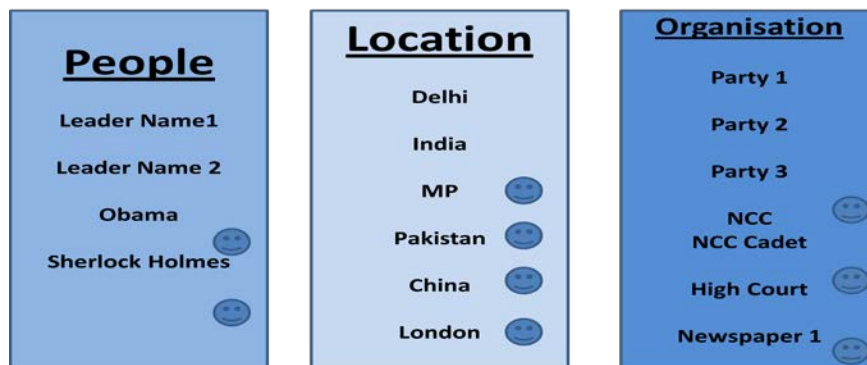 People
Leader Name1
Leader Name 2
Obama
Sherlock Holmes
Location
Delhi
India
MP
Pakistan
China
London
Organisation
Party 1
Party 2
Party 3
NCC
NCC Cadet
High Court
Newspaper 1